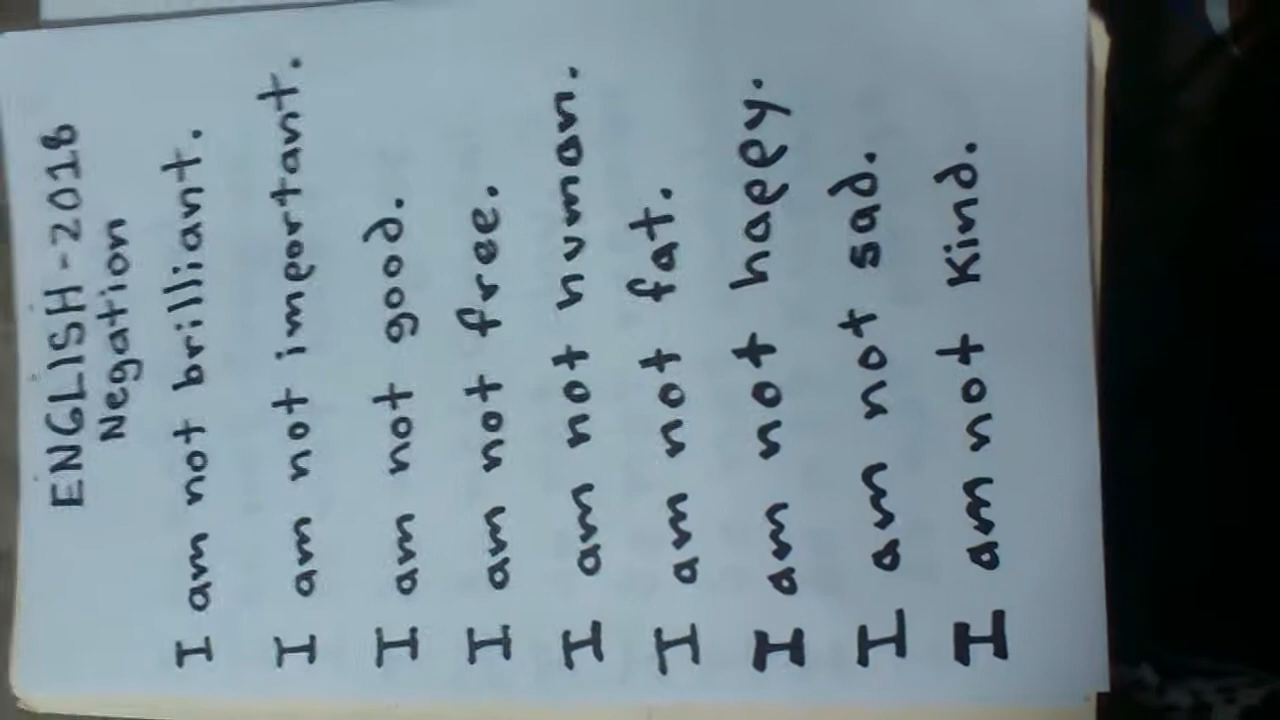 ENGLISH-2018
Negation
I am not brilliant.
I am not important.
I am not good.
I am not free.
I am not human.
I am not fat.
I am not happy.
I am not sad.
I am not kind.